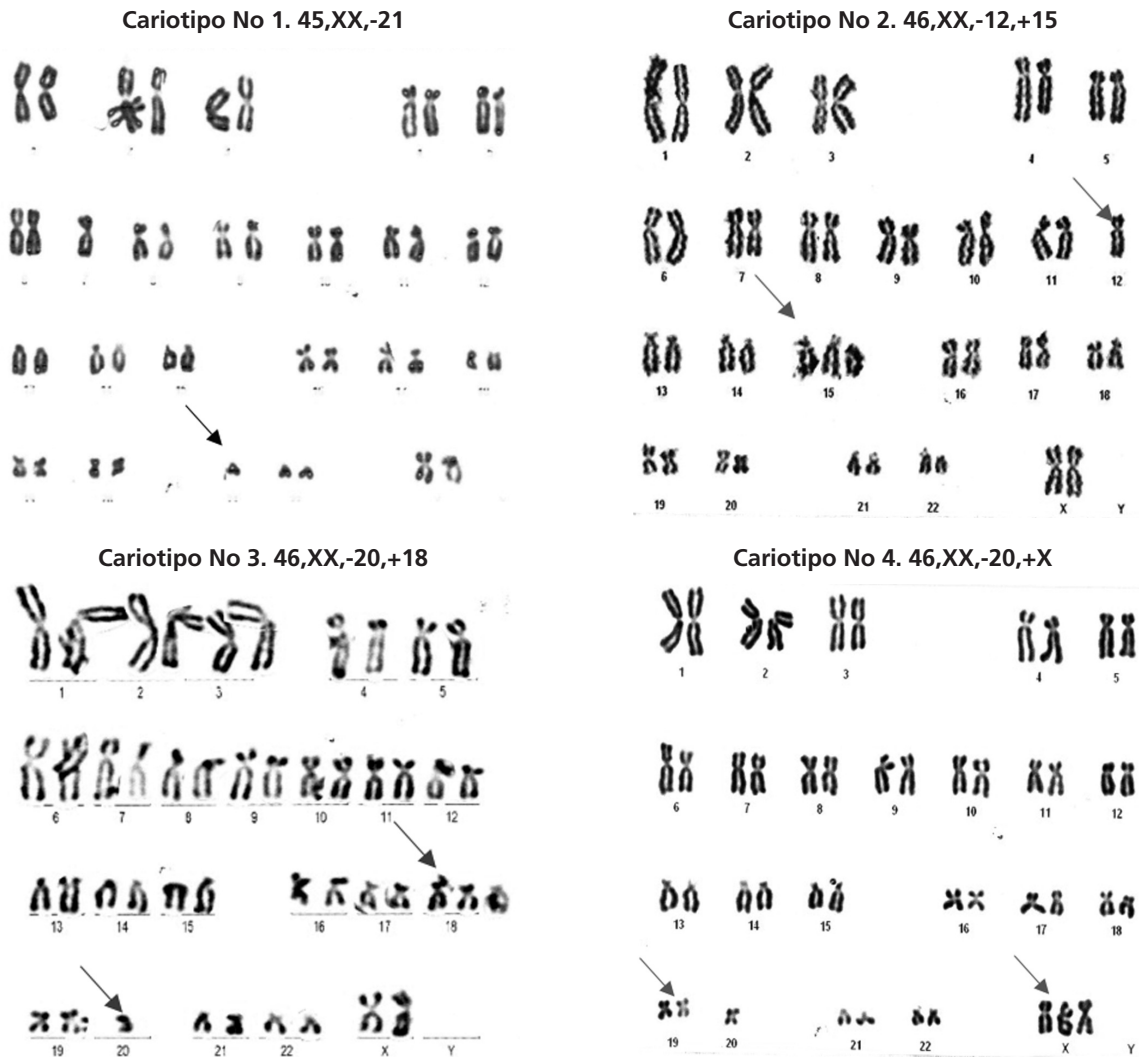 Cariotipo No 1. 45,XX,-21
Cariotipo No 2. 46,XX,-12,+15
1 2 3 4 5
6 7 8 9 10 11 12
13 14 15 16 17 18
19 20 21 22 X Y
Cariotipo No 3. 46,XX,-20,+18
1 2 3 4 5
6 7 8 9 10 11 12
13 14 15 16 17 18
19 20 21 22 X Y
Cariotipo No 4. 46,XX,-20,+X
1 2 3 4 5
6 7 8 9 10 11 12
13 14 15 16 17 18
19 20 21 22 X Y